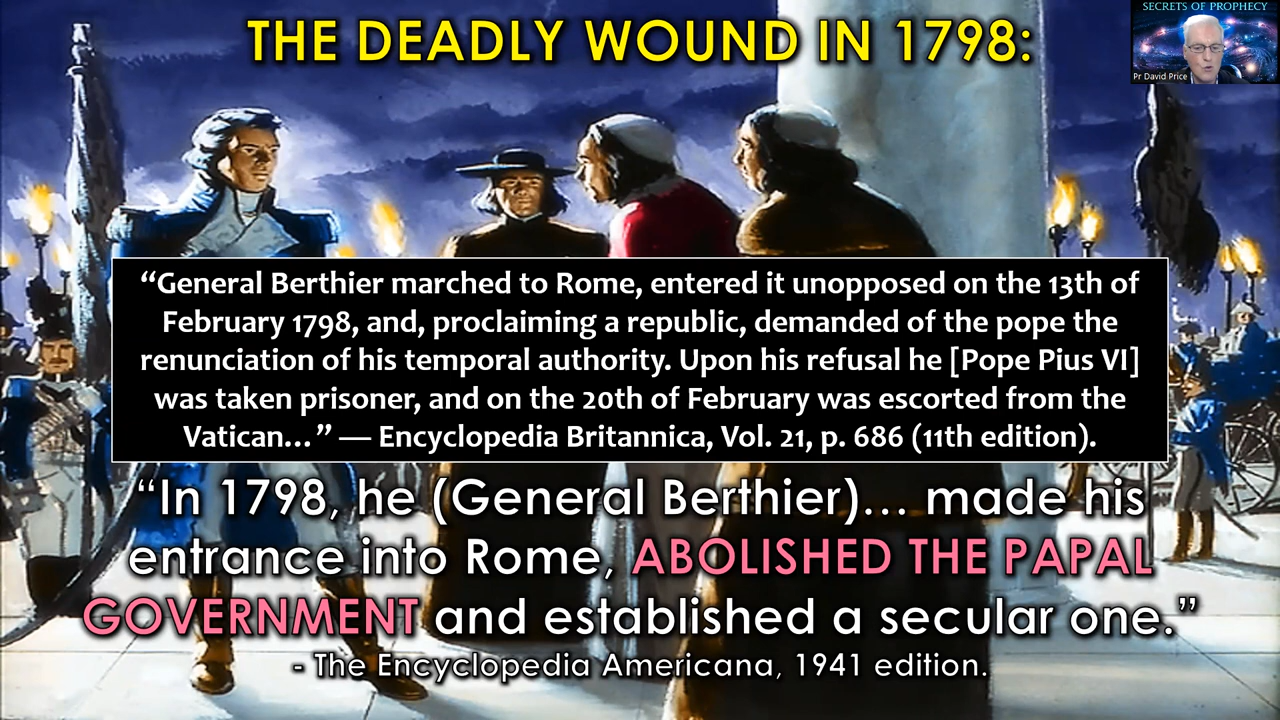 SECRETS OF PROPHECY
THE DEADLY WOUND IN 1798:
Pr David Price
“General Berthier marched to Rome, entered it unopposed on the 13th of
February 1798, and, proclaiming a republic, demanded of the pope the
renunciation of his temporal authority. Upon his refusal he [Pope Pius VI]
was taken prisoner, and on the 20th of February was escorted from the
Vatican…” — Encyclopedia Britannica, Vol. 21, p. 686 (11th edition).
“In 1798, he (General Berthier)… made his
entrance into Rome, ABOLISHED THE PAPAL
GOVERNMENT and established a secular one.”
- The Encyclopedia Americana, 1941 edition.